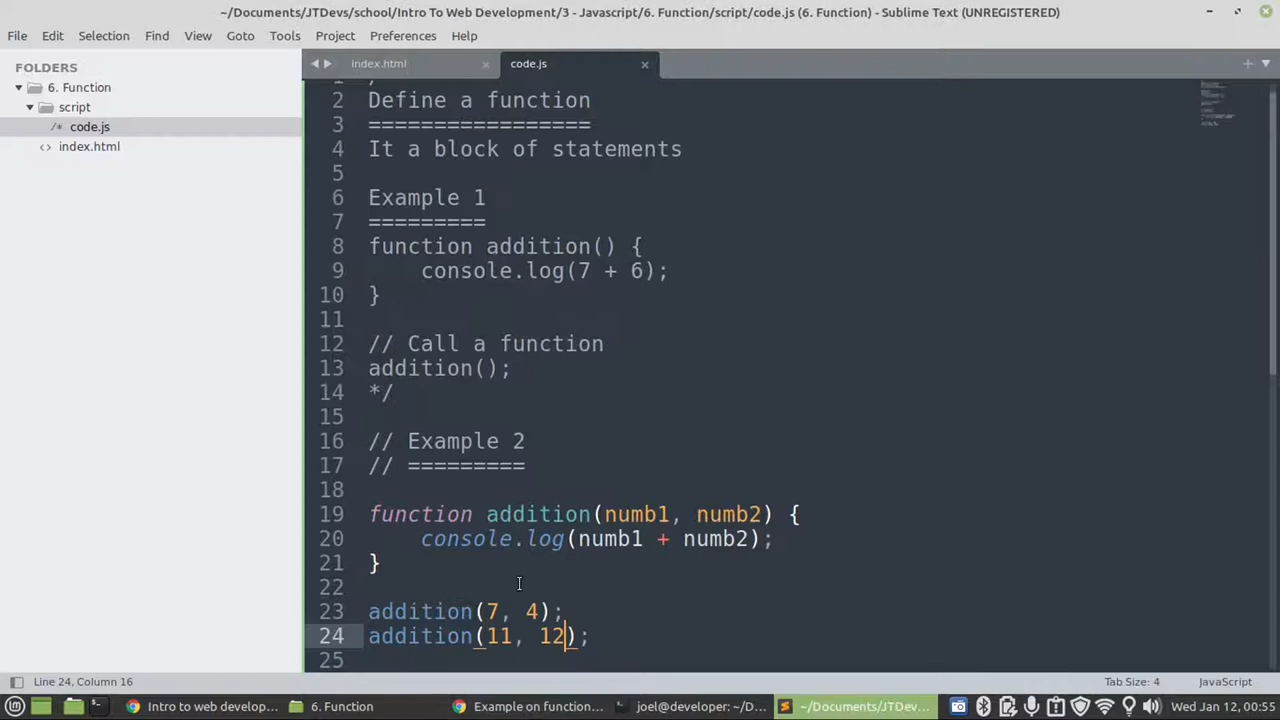 ~/Documents/JTDevs/school/Intro To Web Development/3 - Javascript/6. Function/script/code.js (6. Function) - Sublime Text (UNREGISTERED)
File Edit Selection Find View Goto Tools Project Preferences Help
FOLDERS
6. Function
script
/* code.js
<> index.html
index.html × code.js ×
2 Define a function
3 =================
4 It a block of statements
5
6 Example 1
7 =========
8 function addition() {
9 console.log(7 + 6);
10 }
11
12 // Call a function
13 addition();
14 */
15
16 // Example 2
17 // =========
18
19 function addition(numb1, numb2) {
20 console.log(numb1 + numb2);
21 }
22
23 addition(7, 4);
24 addition(11, 12);
25
Line 24, Column 16 Tab Size: 4 JavaScript
Intro to web develop... 6. Function Example on Function... joel@developer: ~/D... ~/Documents/JTDev... Wed Jan 12, 00:55